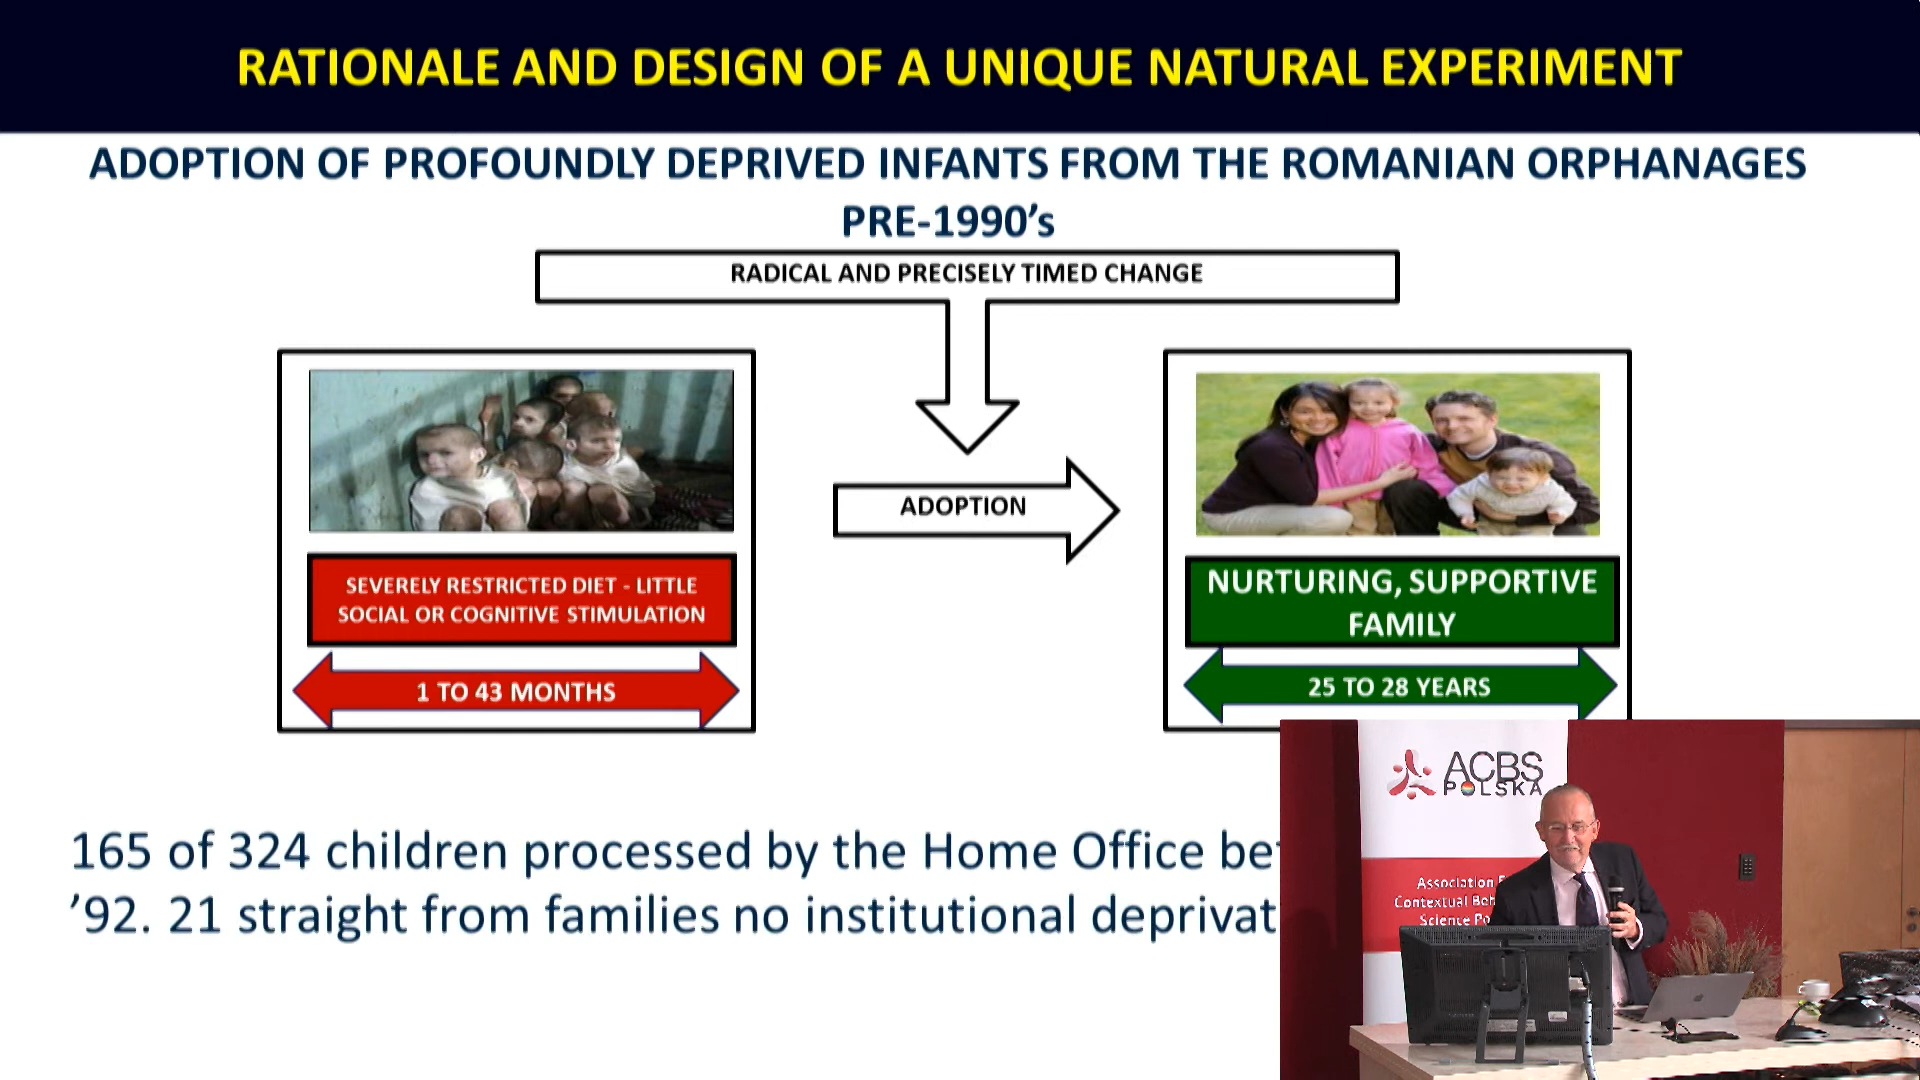 RATIONALE AND DESIGN OF A UNIQUE NATURAL EXPERIMENT
ADOPTION OF PROFOUNDLY DEPRIVED INFANTS FROM THE ROMANIAN ORPHANAGES
PRE-1990’s
RADICAL AND PRECISELY TIMED CHANGE
ADOPTION
SEVERELY RESTRICTED DIET - LITTLE
SOCIAL OR COGNITIVE STIMULATION
1 TO 43 MONTHS
NURTURING, SUPPORTIVE
FAMILY
25 TO 28 YEARS
165 of 324 children processed by the Home Office
’92. 21 straight from families no institutional
ACBS
POLSKA
Association
Contextual
Science